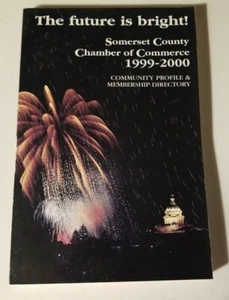 The future is bright!
Somerset County
Chamber of Commerce
1999-2000
COMMUNITY PROFILE &
MEMBERSHIP DIRECTORY